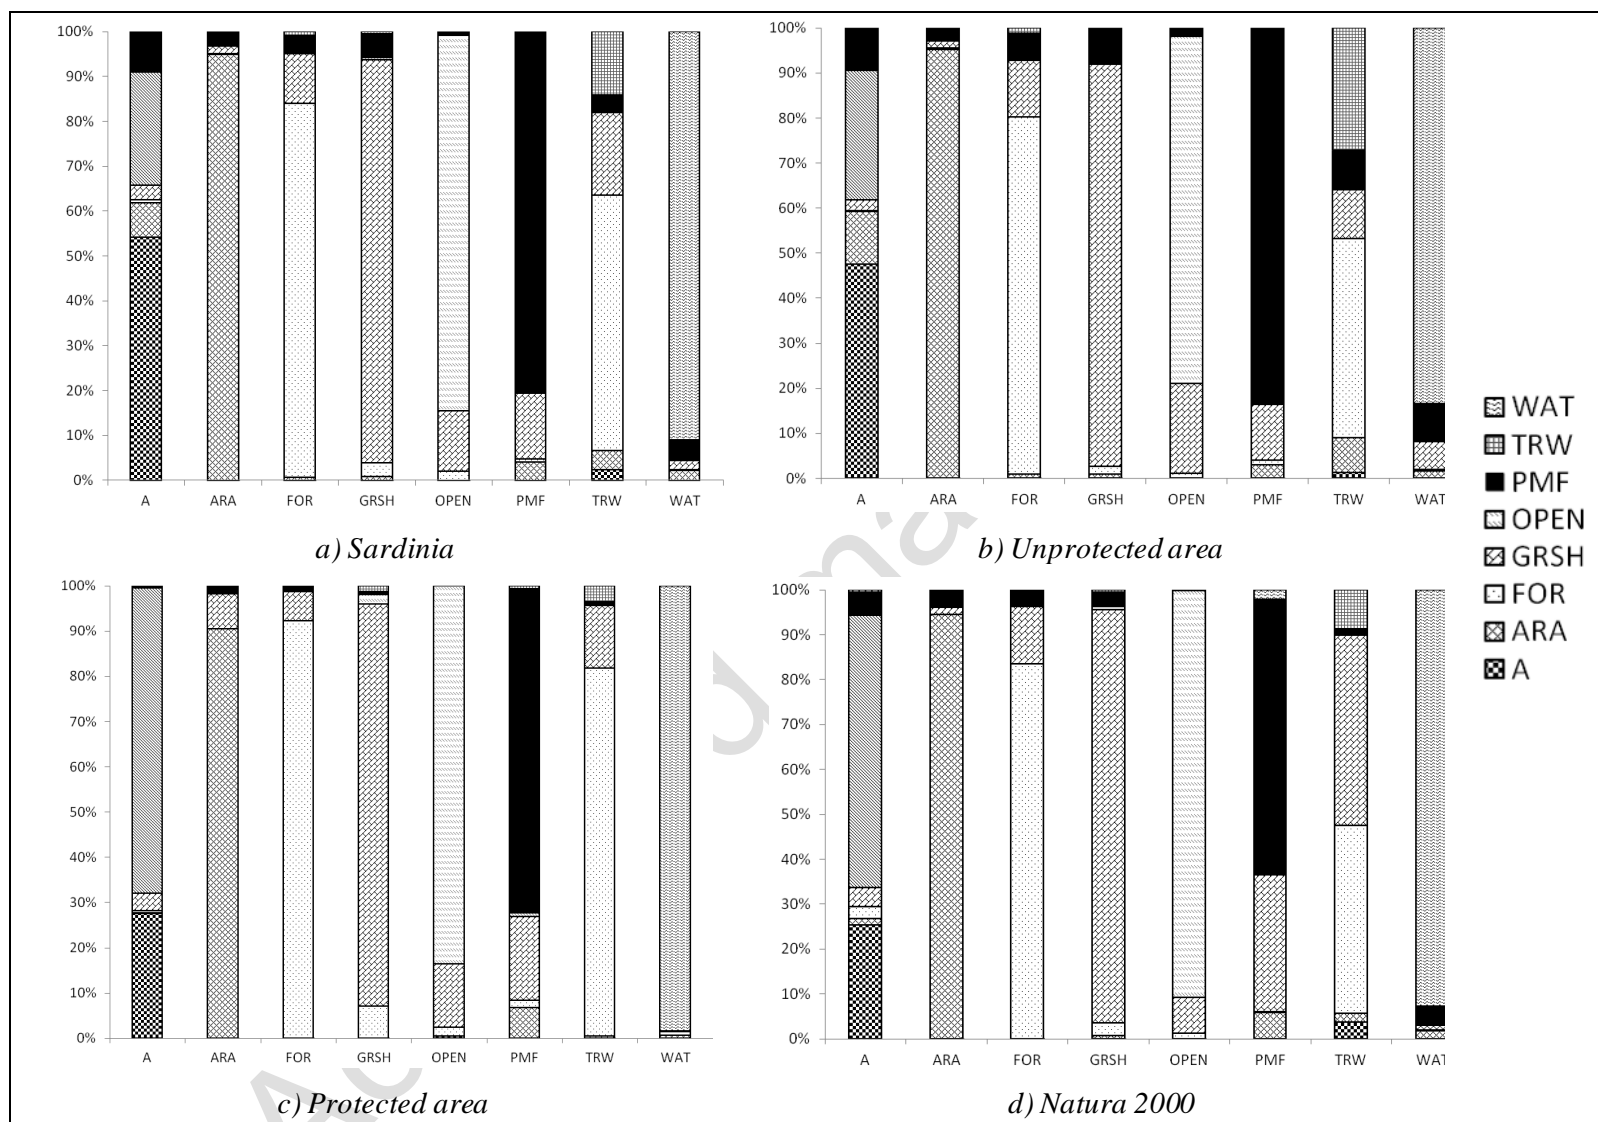 100%
90%
80%
70%
60%
50%
40%
30%
20%
10%
0%
A ARA FOR GRSH OPEN PMF TRW WAT
a) Sardinia
100%
90%
80%
70%
60%
50%
40%
30%
20%
10%
0%
A ARA FOR GRSH OPEN PMF TRW WAT
b) Unprotected area
100%
90%
80%
70%
60%
50%
40%
30%
20%
10%
0%
A ARA FOR GRSH OPEN PMF TRW WAT
c) Protected area
100%
90%
80%
70%
60%
50%
40%
30%
20%
10%
0%
A ARA FOR GRSH OPEN PMF TRW WAT
d) Natura 2000
WAT
TRW
PMF
OPEN
GRSH
FOR
ARA
A